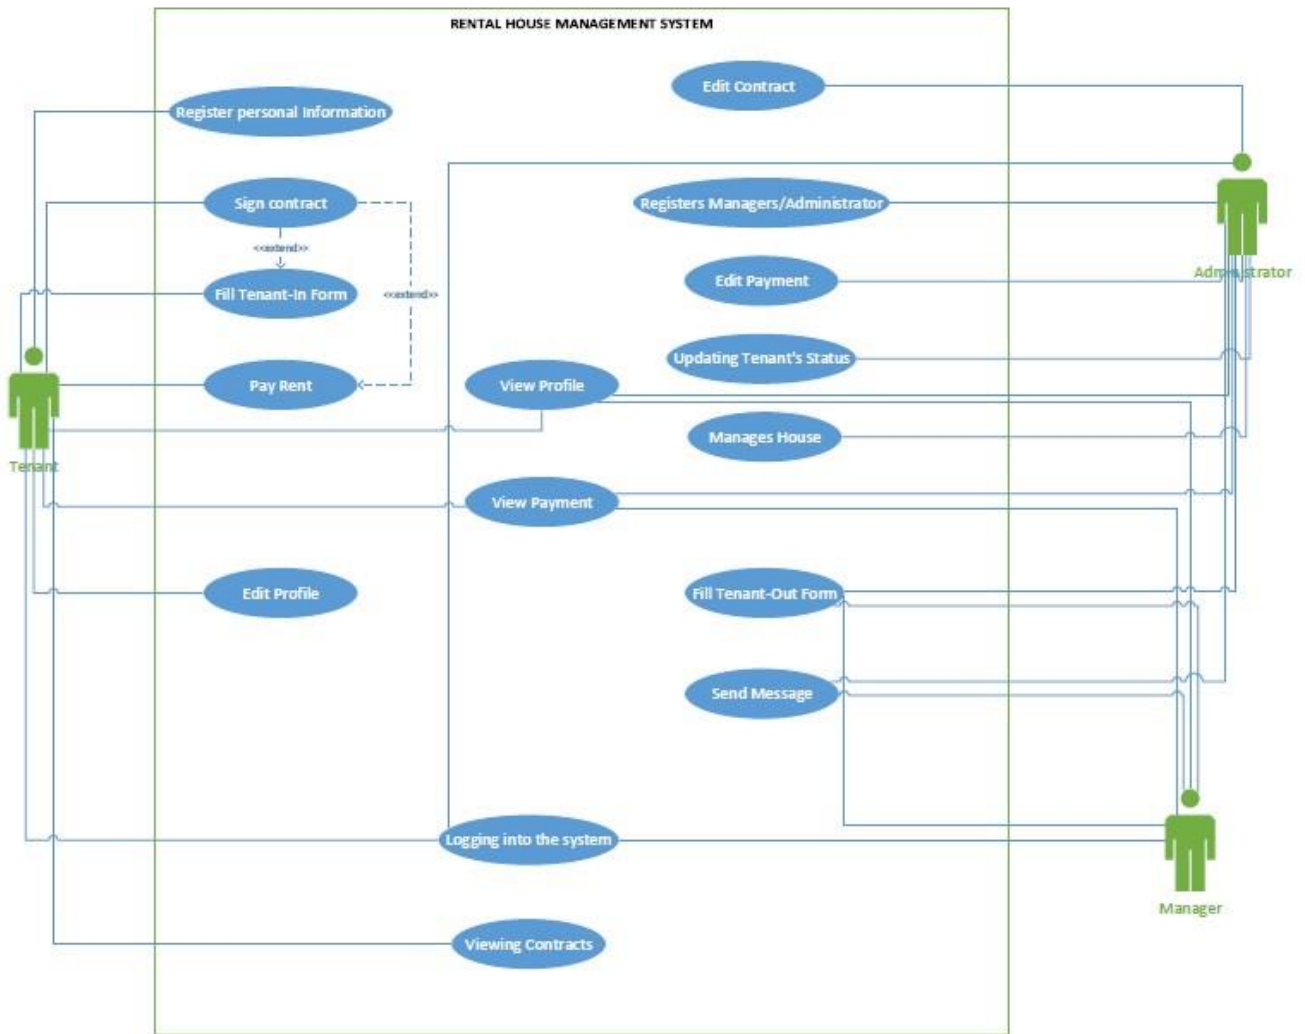 RENTAL HOUSE MANAGEMENT SYSTEM
Edit Contract
Register personal Information
Sign contract
Registers Managers/Administrator
<<extend>>
Administrator
Edit Payment
Fill Tenant-In Form
<<extend>>
Updating Tenant's Status
Pay Rent
View Profile
Manages House
Tenant
View Payment
Edit Profile
Fill Tenant-Out Form
Send Message
Logging into the system
Manager
Viewing Contracts